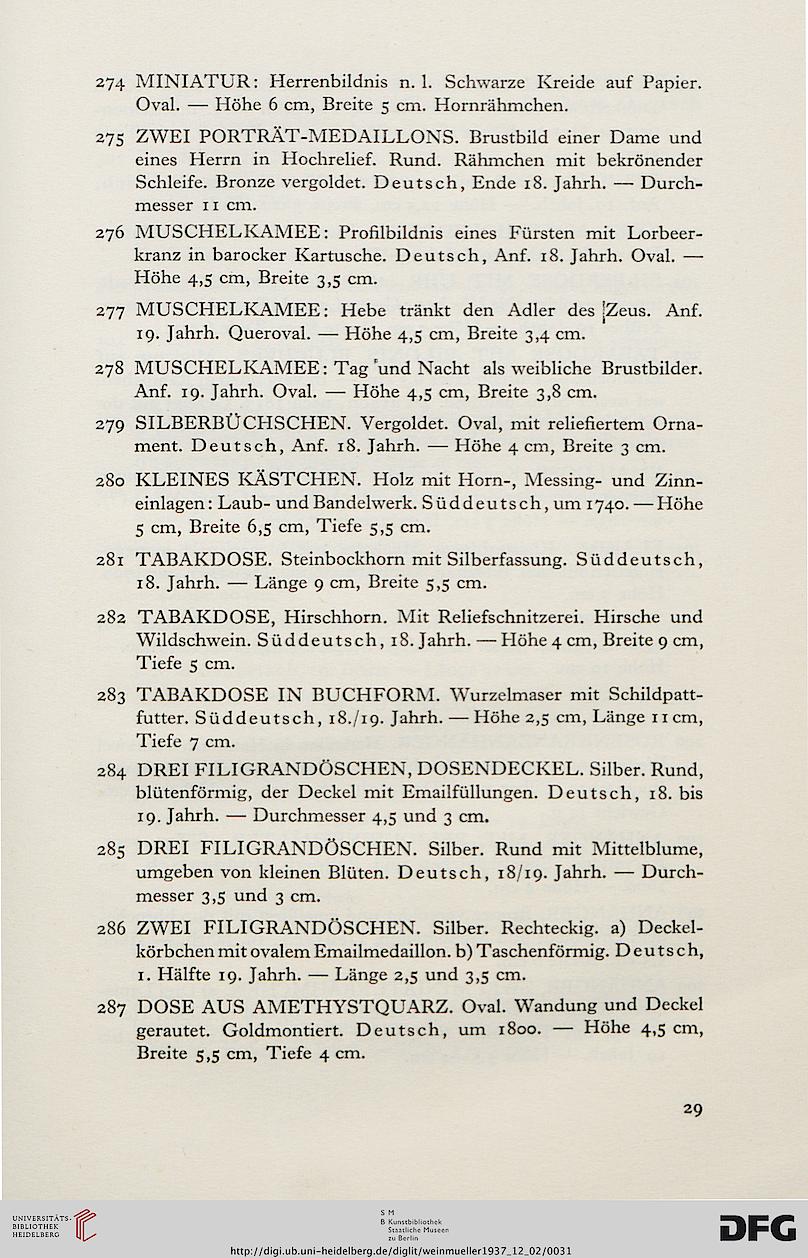 274 MINIATUR: Herrenbildnis n. l. Schwarze Kreide auf Papier.
Oval. — Höhe 6 cm, Breite 5 cm. Hornrähmchen.
275 ZWEI PORTRÄT-MEDAILLONS. Brustbild einer Dame und
eines Herrn in Hochrelief. Rund. Rähmchen mit bekrönender
Schleife. Bronze vergoldet. Deutsch, Ende 18. Jahrh. — Durch-
messer 11 cm.
276 MUSCHELKAMEE: Profilbildnis eines Fürsten mit Lorbeer-
kranz in barocker Kartusche. Deutsch, Anf. 18. Jahrh. Oval. —
Höhe 4,5 cm, Breite 3,5 cm.
277 MUSCHELKAMEE: Hebe tränkt den Adler des Zeus. Anf.
19. Jahrh. Queroval. — Höhe 4,5 cm, Breite 3,4 cm.
278 MUSCHELKAMEE: Tag und Nacht als weibliche Brustbilder.
Anf. 19. Jahrh. Oval. — Höhe 4,5 cm, Breite 3,8 cm.
279 SILBERBÜCHSCHEN. Vergoldet. Oval, mit reliefiertem Orna-
ment. Deutsch, Anf. 18. Jahrh. — Höhe 4 cm, Breite 3 cm.
280 KLEINES KÄSTCHEN. Holz mit Horn-, Messing- und Zinn-
einlagen: Laub- und Bandelwerk. Süddeutsch, um 1740. — Höhe
5 cm, Breite 6,5 cm, Tiefe 5,5 cm.
281 TABAKDOSE. Steinbockhorn mit Silberfassung. Süddeutsch,
18. Jahrh. — Länge 9 cm, Breite 5,5 cm.
282 TABAKDOSE, Hirschhorn. Mit Reliefschnitzerei. Hirsche und
Wildschwein. Süddeutsch, 18. Jahrh. — Höhe 4 cm, Breite 9 cm,
Tiefe 5 cm.
283 TABAKDOSE IN BUCHFORM. Wurzelmaser mit Schildpatt-
futter. Süddeutsch, 18./19. Jahrh. — Höhe 2,5 cm, Länge 11 cm,
Tiefe 7 cm.
284 DREI FILIGRANDÖSCHEN, DOSENDECKEL. Silber. Rund,
blütenförmig, der Deckel mit Emailfüllungen. Deutsch, 18. bis
19. Jahrh. — Durchmesser 4,5 und 3 cm.
285 DREI FILIGRANDÖSCHEN. Silber. Rund mit Mittelblume,
umgeben von kleinen Blüten. Deutsch, 18/19. Jahrh. — Durch-
messer 3,5 und 3 cm.
286 ZWEI FILIGRANDÖSCHEN. Silber. Rechteckig. a) Deckel-
körbchen mit ovalem Emailmedaillon. b) Taschenförmig. Deutsch,
1. Hälfte 19. Jahrh. — Länge 2,5 und 3,5 cm.
287 DOSE AUS AMETHYSTQUARZ. Oval. Wandung und Deckel
gerautet. Goldmontiert. Deutsch, um 1800. — Höhe 4,5 cm,
Breite 5,5 cm, Tiefe 4 cm.
29
UNIVERSITÄTS-
BIBLIOTHEK
HEIDELBERG
S M
B Kunstbibliothek
Staatliche Museen
zu Berlin
http://digi.ub.uni-heidelberg.de/diglit/weinmueller1937_12_02/0031
DFG